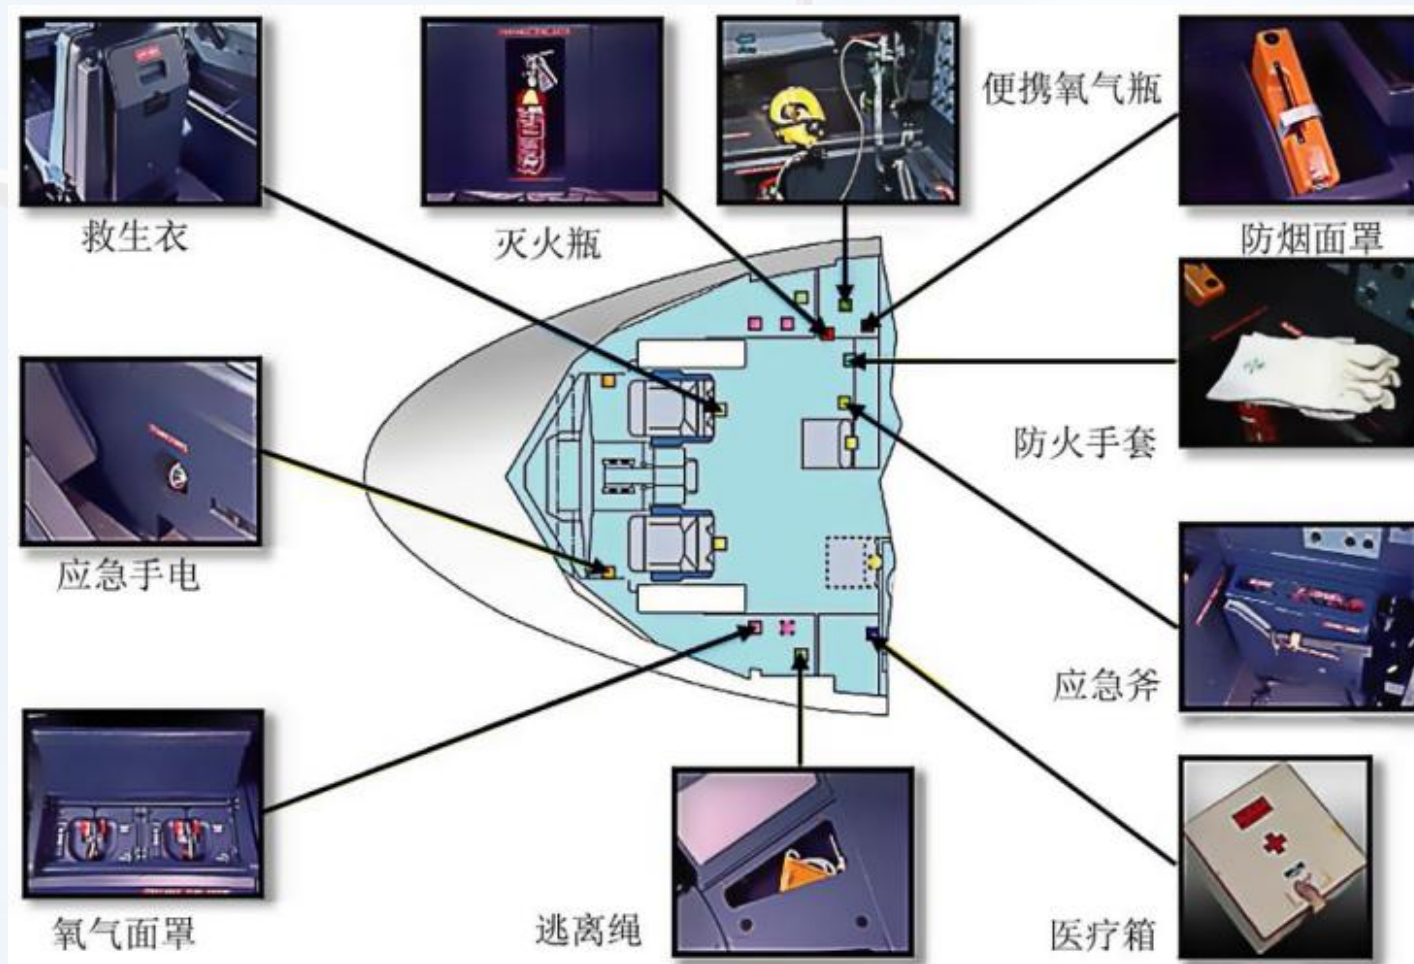 便携氧气瓶
救生衣
灭火瓶
防烟面罩
防火手套
应急手电
应急斧
氧气面罩
逃离绳
医疗箱